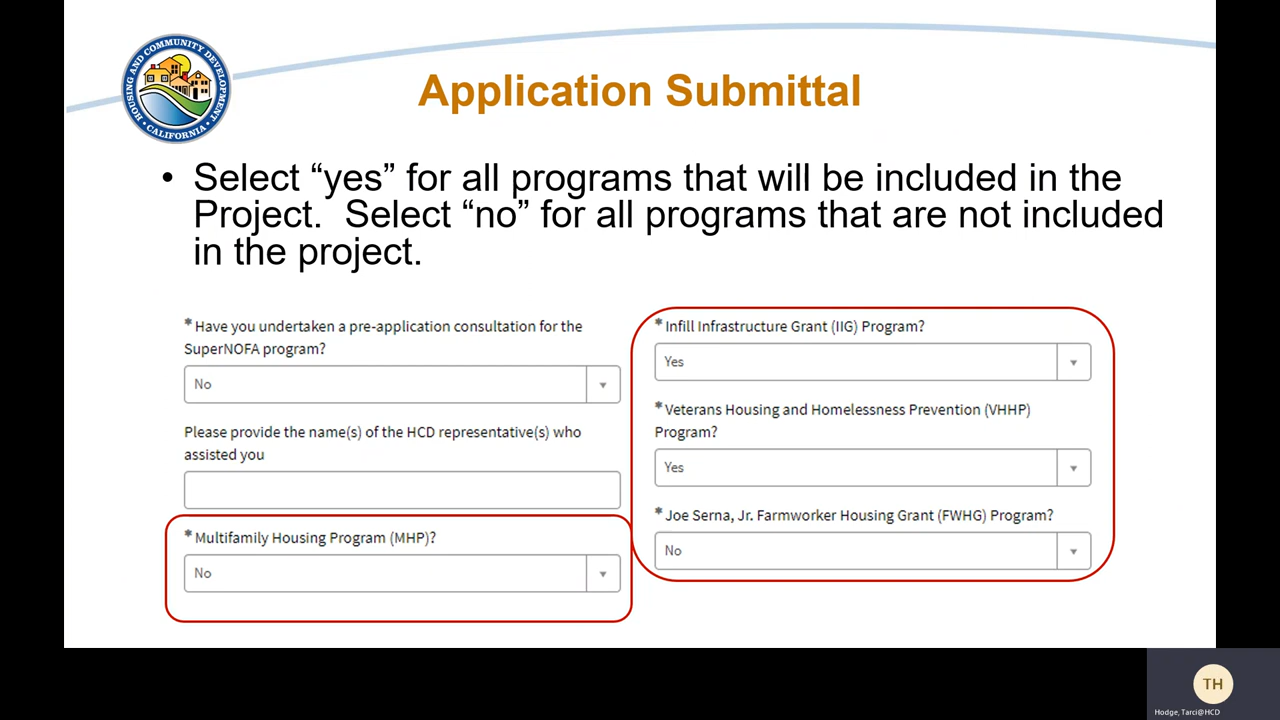 HOUSING AND COMMUNITY DEVELOPMENT
• CALIFORNIA •
Application Submittal
• Select “yes” for all programs that will be included in the
Project.  Select “no” for all programs that are not included
in the project.
* Have you undertaken a pre-application consultation for the
SuperNOFA program?
No
Please provide the name(s) of the HCD representative(s) who
assisted you
* Multifamily Housing Program (MHP)?
No
* Infill Infrastructure Grant (IIG) Program?
Yes
* Veterans Housing and Homelessness Prevention (VHHP)
Program?
Yes
* Joe Serna, Jr. Farmworker Housing Grant (FWHG) Program?
No
TH
Hodge, Tarci@HCD